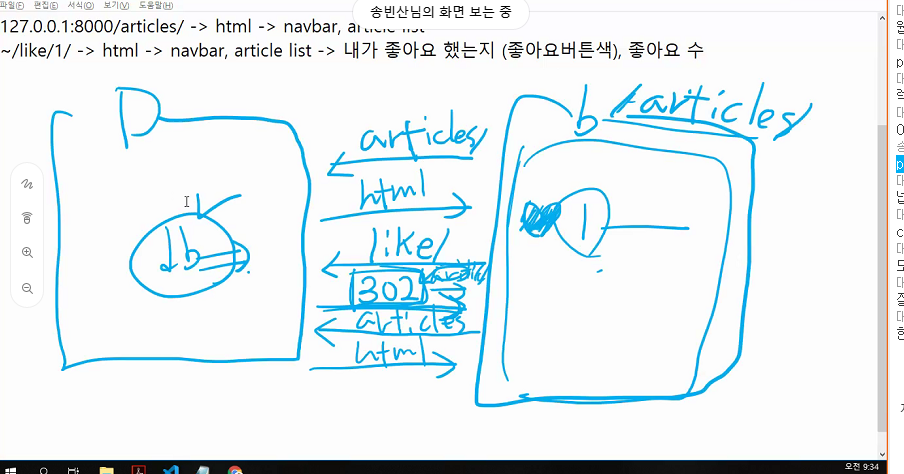 송빈산님의 화면 보는 중
파일(F) 편집(E) 서식(O) 보기(V) 도움말(H)
127.0.0.1:8000/articles/ -> html -> navbar, article list
~/like/1/ -> html -> navbar, article list -> 내가 좋아요 했는지 (좋아요버튼색), 좋아요 수
P
b
/articles/
articles/
html
like/
302
articles
html
db
1
오전 9:34